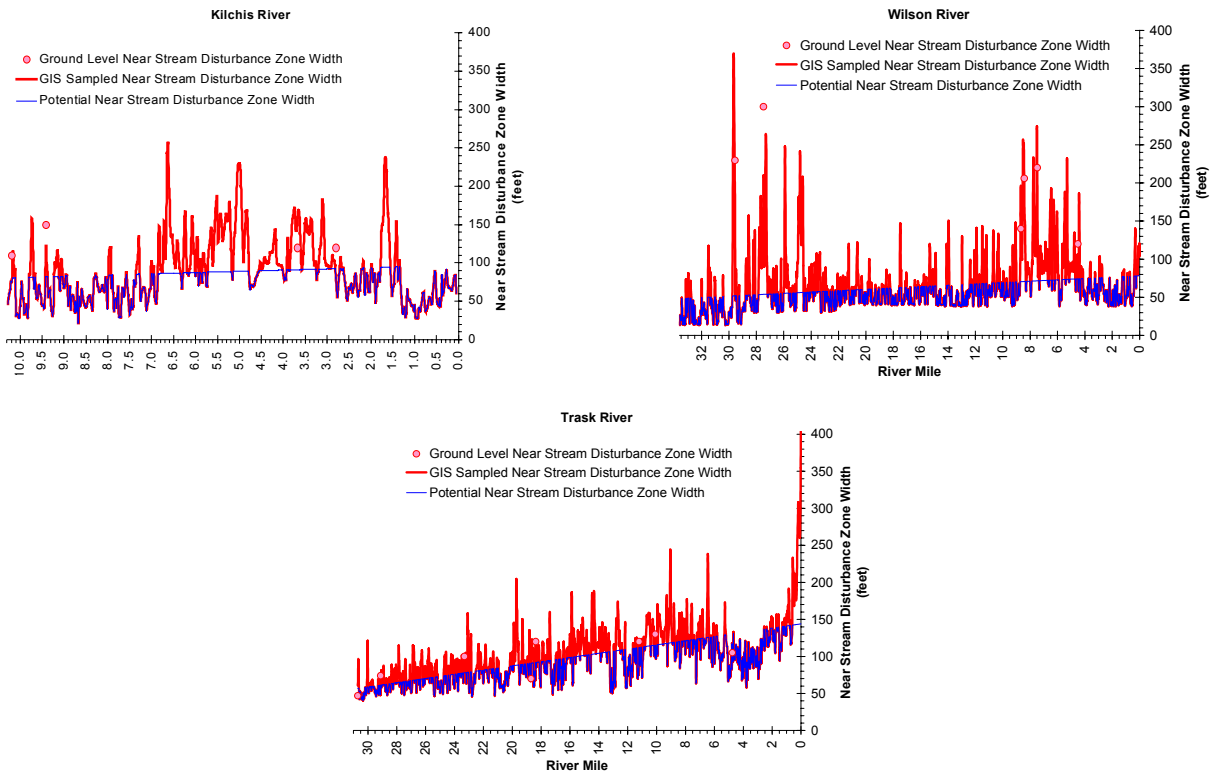 Kilchis River
Ground Level Near Stream Disturbance Zone Width
GIS Sampled Near Stream Disturbance Zone Width
Potential Near Stream Disturbance Zone Width
400
350
300
250
200
150
100
50
0
Near Stream Disturbance Zone Width
(feet)
10.0 9.5 9.0 8.5 8.0 7.5 7.0 6.5 6.0 5.5 5.0 4.5 4.0 3.5 3.0 2.5 2.0 1.5 1.0 0.5 0.0
Wilson River
Ground Level Near Stream Disturbance Zone Width
GIS Sampled Near Stream Disturbance Zone Width
Potential Near Stream Disturbance Zone Width
400
350
300
250
200
150
100
50
0
Near Stream Disturbance Zone Width
(feet)
32 30 28 26 24 22 20 18 16 14 12 10 8 6 4 2 0
River Mile
Trask River
Ground Level Near Stream Disturbance Zone Width
GIS Sampled Near Stream Disturbance Zone Width
Potential Near Stream Disturbance Zone Width
400
350
300
250
200
150
100
50
0
Near Stream Disturbance Zone Width
(feet)
30 28 26 24 22 20 18 16 14 12 10 8 6 4 2 0
River Mile